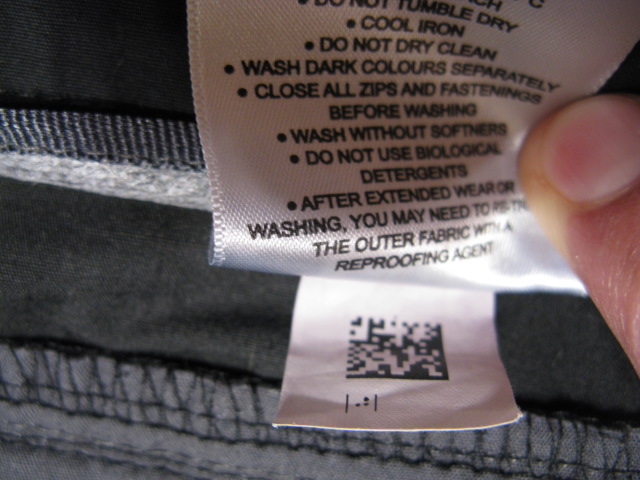 • DO NOT TUMBLE DRY
• COOL IRON
• DO NOT DRY CLEAN
• WASH DARK COLOURS SEPARATELY
• CLOSE ALL ZIPS AND FASTENINGS
BEFORE WASHING
• WASH WITHOUT SOFTNERS
• DO NOT USE BIOLOGICAL
DETERGENTS
• AFTER EXTENDED WEAR OR
WASHING, YOU MAY NEED TO
THE OUTER FABRIC WITH A
REPROOFING AGENT